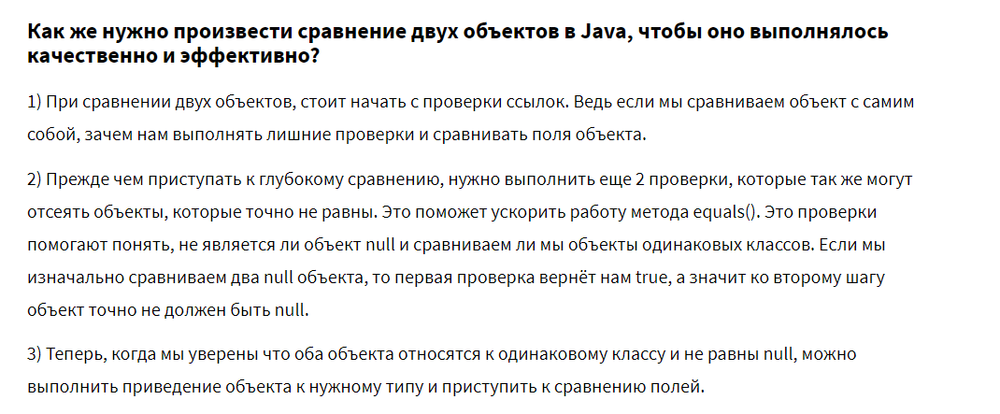 Как же нужно произвести сравнение двух объектов в Java, чтобы оно выполнялось
качественно и эффективно?
1) При сравнении двух объектов, стоит начать с проверки ссылок. Ведь если мы сравниваем объект с самим
собой, зачем нам выполнять лишние проверки и сравнивать поля объекта.
2) Прежде чем приступать к глубокому сравнению, нужно выполнить еще 2 проверки, которые так же могут
отсеять объекты, которые точно не равны. Это поможет ускорить работу метода equals(). Это проверки
помогают понять, не является ли объект null и сравниваем ли мы объекты одинаковых классов. Если мы
изначально сравниваем два null объекта, то первая проверка вернёт нам true, а значит ко второму шагу
объект точно не должен быть null.
3) Теперь, когда мы уверены что оба объекта относятся к одинаковому классу и не равны null, можно
выполнить приведение объекта к нужному типу и приступить к сравнению полей.